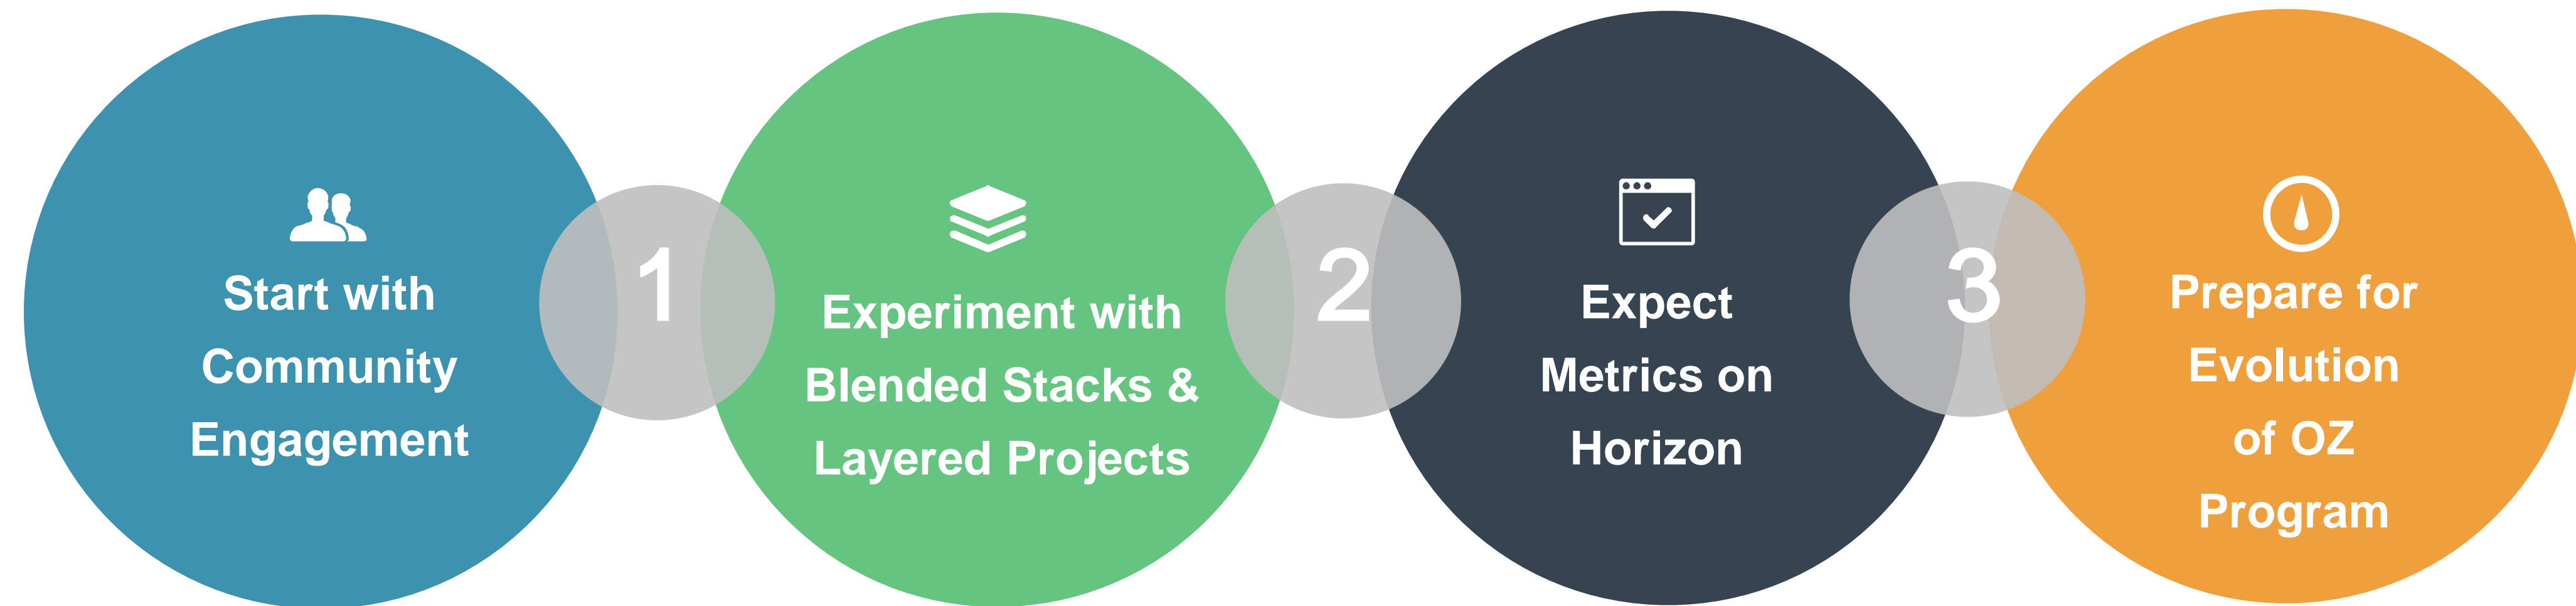 Start with
Community
Engagement
1
Experiment with
Blended Stacks &
Layered Projects
2
Expect
Metrics on
Horizon
3
Prepare for
Evolution
of OZ
Program